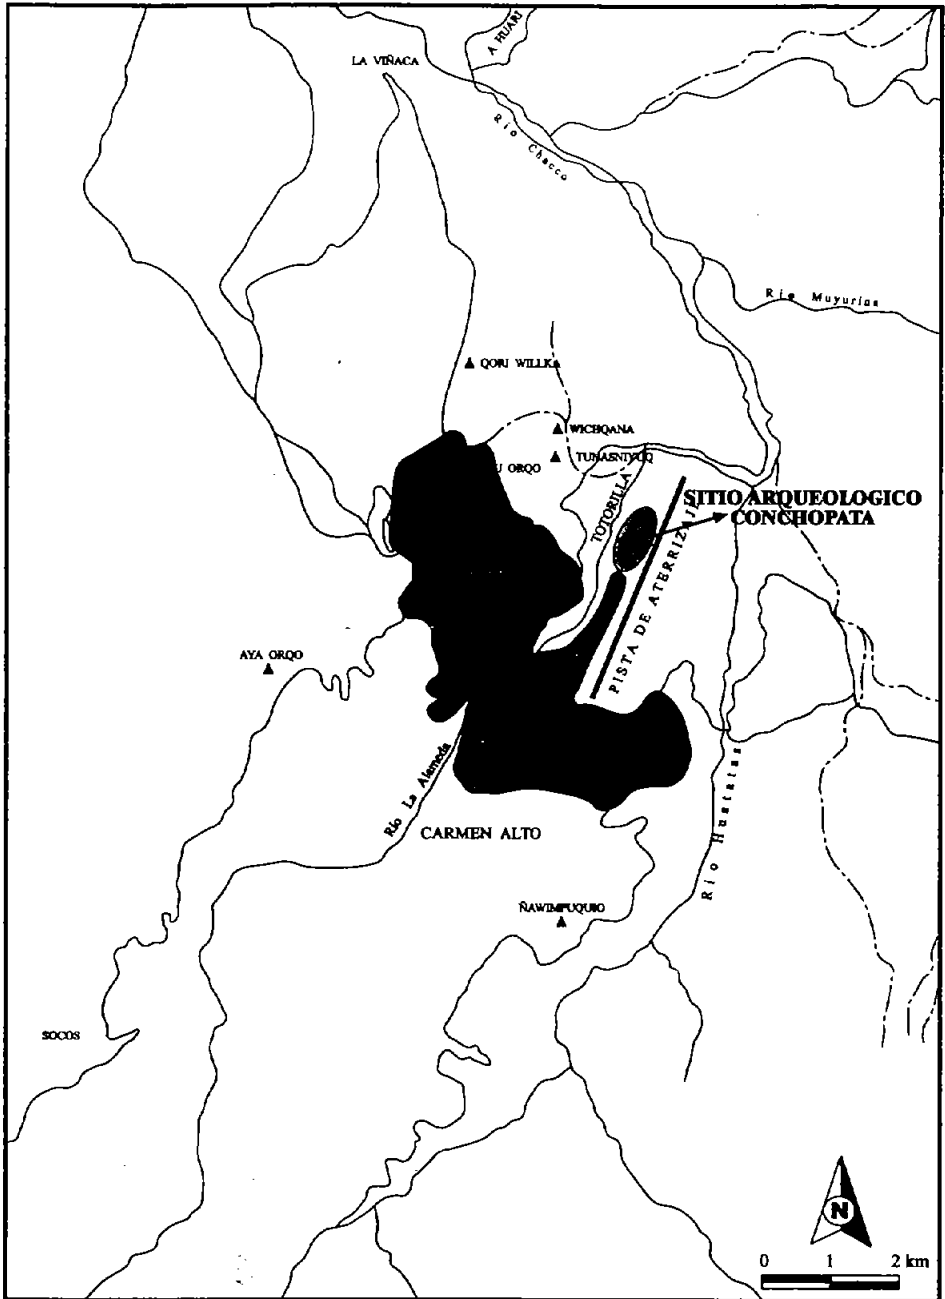 A HUARI
LA VIÑACA
Río Chacco
Río Muyurina
QORI WILLKA
WICHQANA
ORQO
TUNASNIYUQ
TOTORILLA
SITIO ARQUEOLOGICO
CONCHOPATA
PISTA DE ATERRIZAJE
AYA ORQO
Río La Alameda
CARMEN ALTO
Río Huatatas
ÑAWIMPUQUIO
SOCOS
N
0 1 2 km